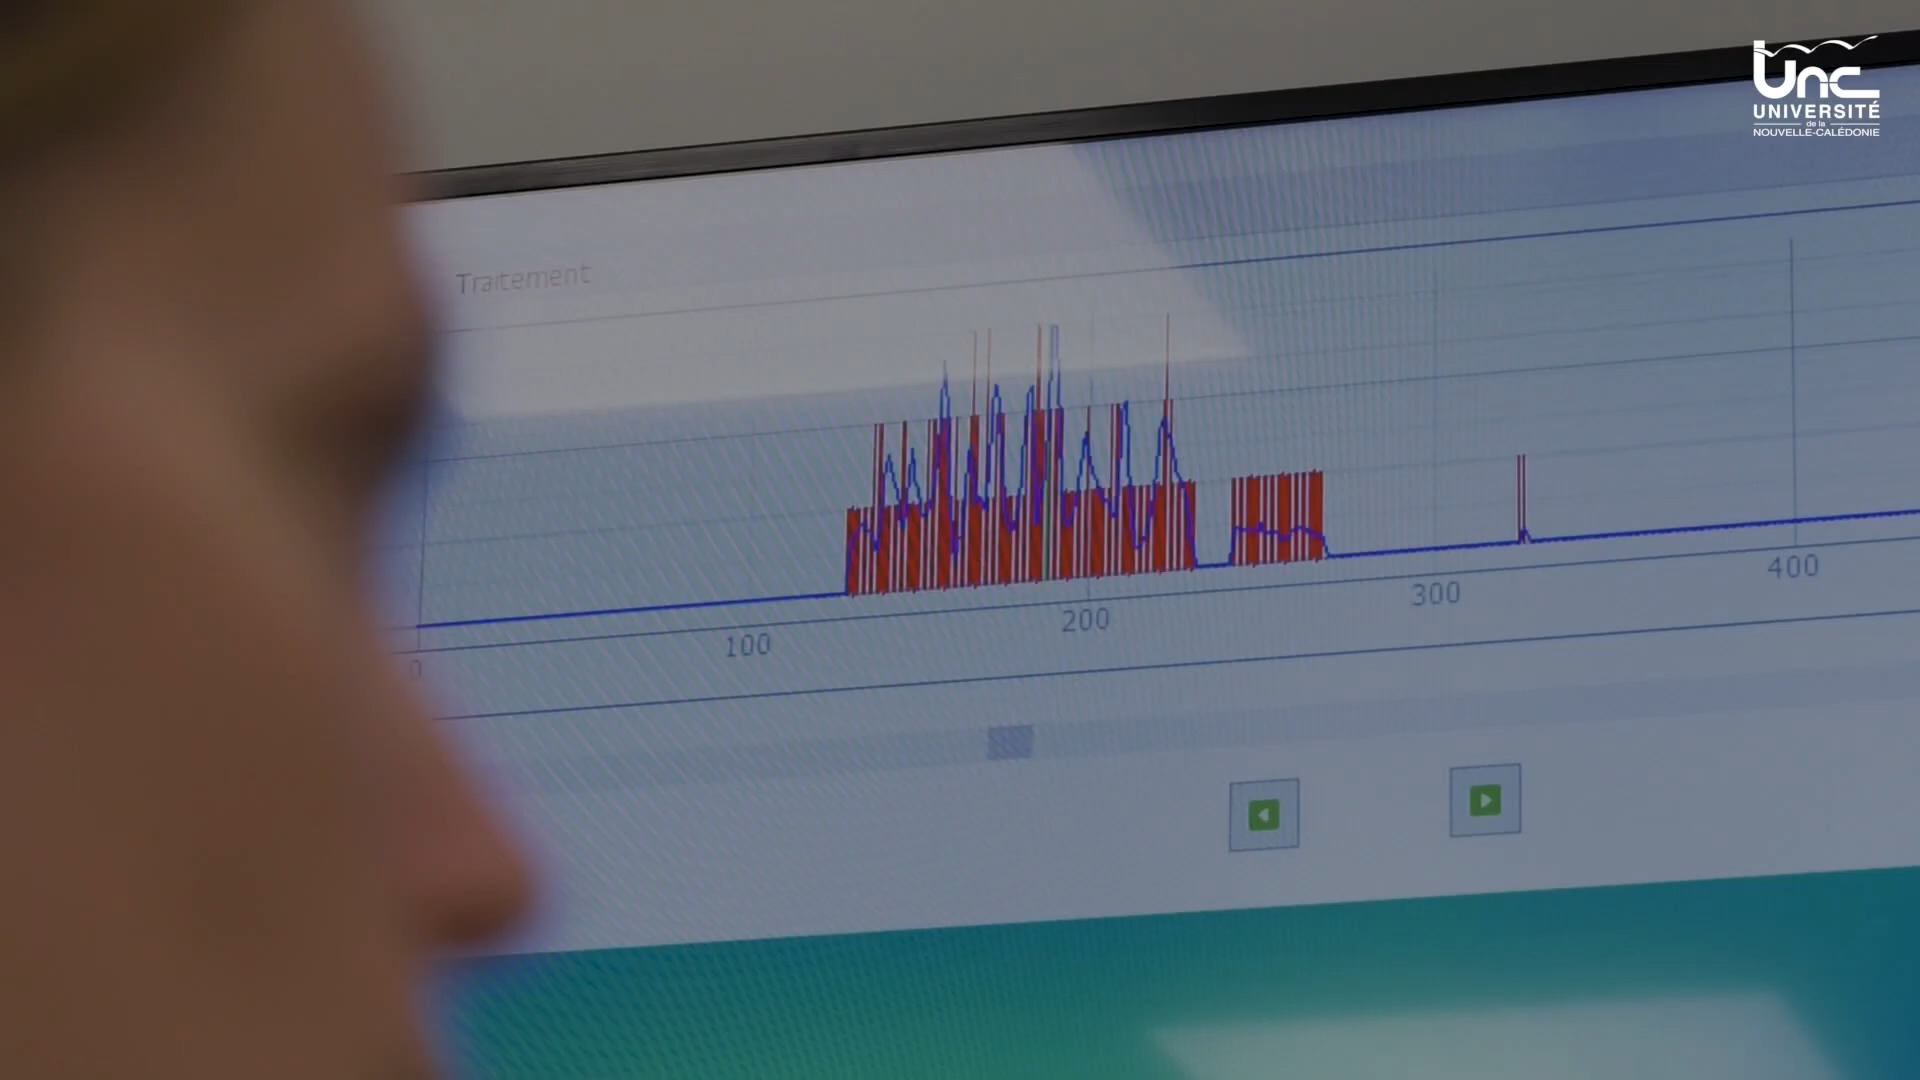 Unc
UNIVERSITÉ
de la
NOUVELLE-CALÉDONIE
Traitement
0
100
200
300
400